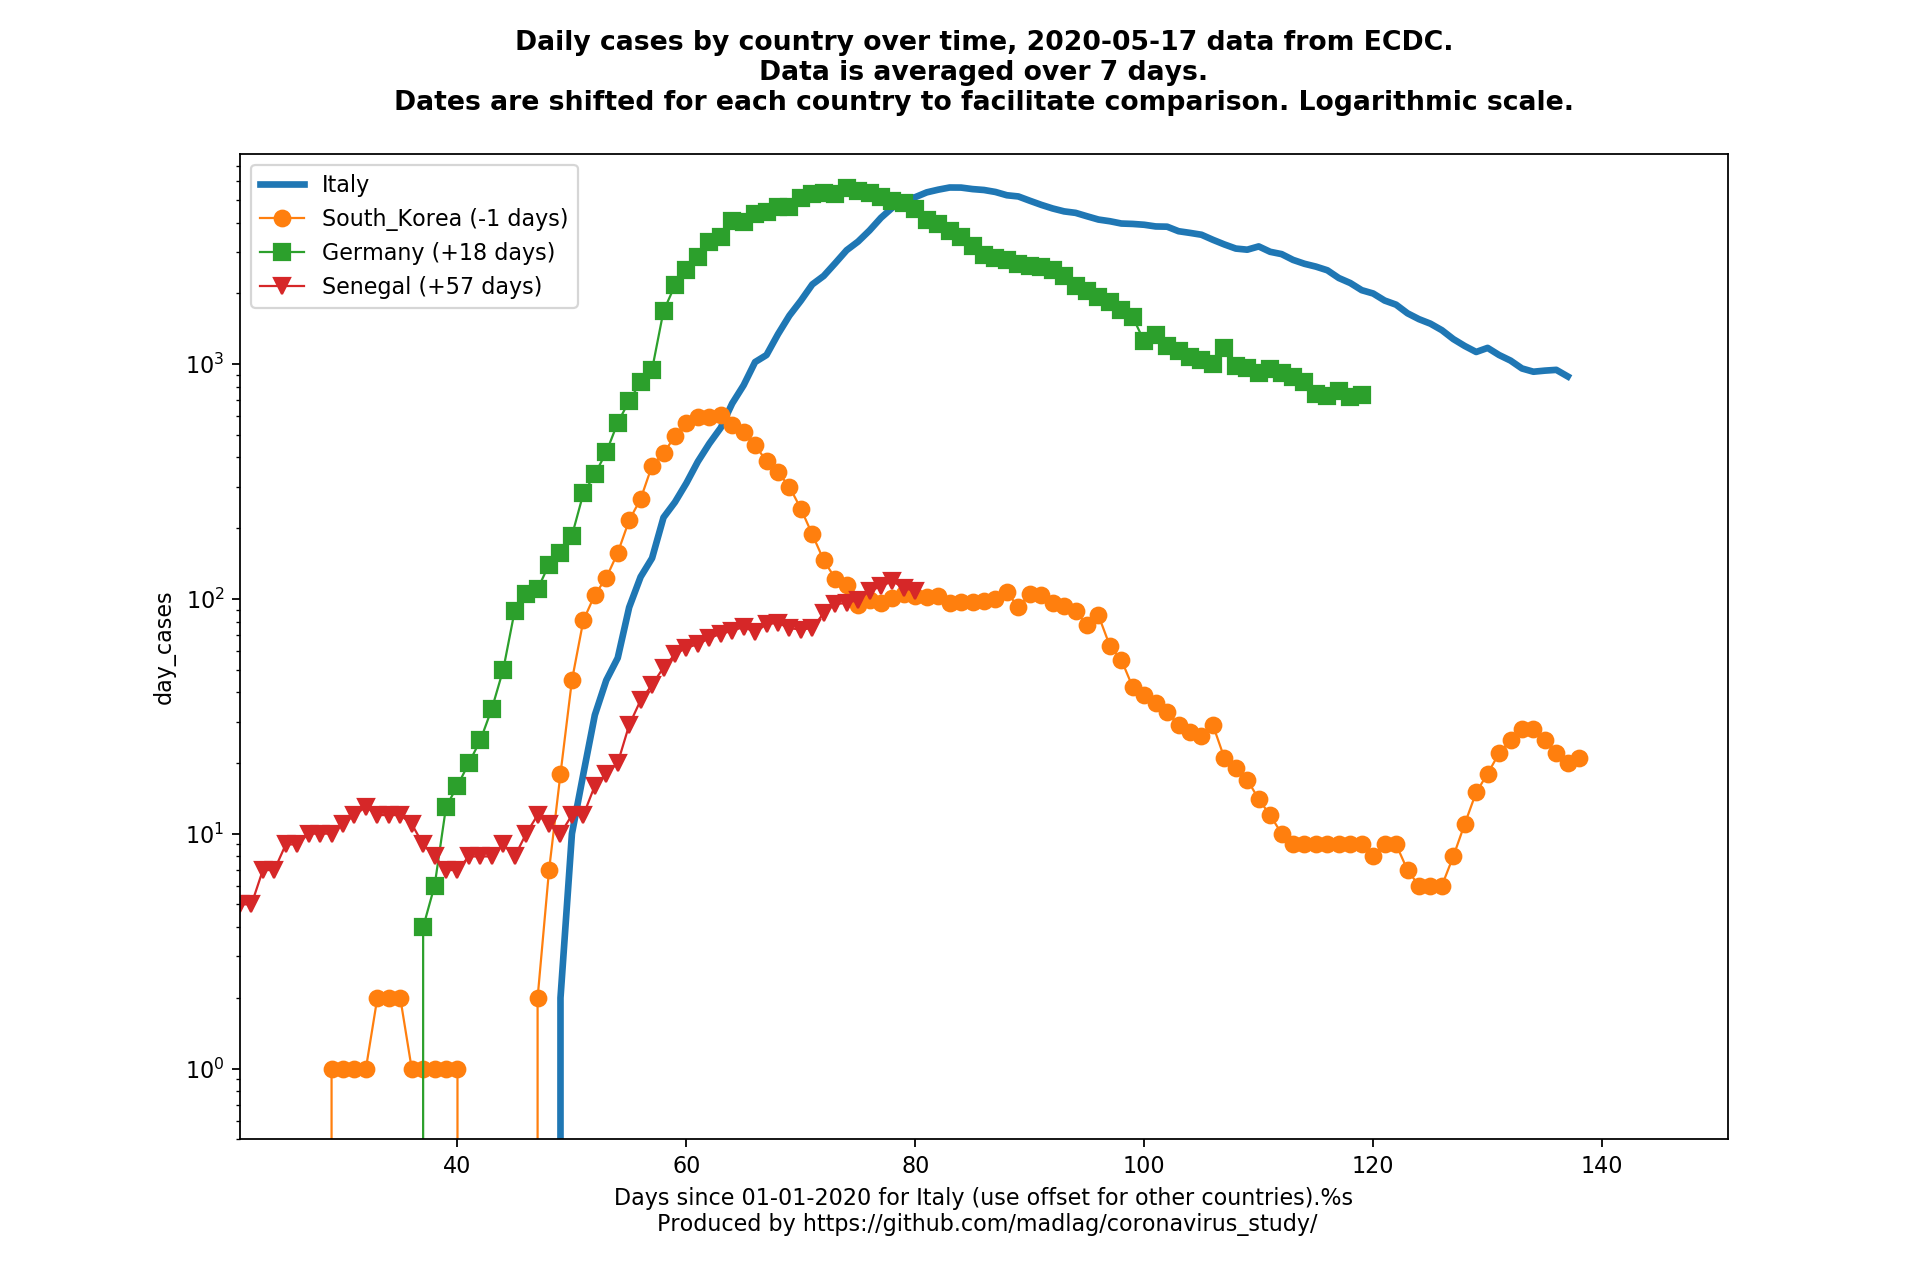 Daily cases by country over time, 2020-05-17 data from ECDC.
Data is averaged over 7 days.
Dates are shifted for each country to facilitate comparison. Logarithmic scale.
Italy
South_Korea (-1 days)
Germany (+18 days)
Senegal (+57 days)
day_cases
10³
10²
10¹
10⁰
40 60 80 100 120 140
Days since 01-01-2020 for Italy (use offset for other countries).%s
Produced by https://github.com/madlag/coronavirus_study/